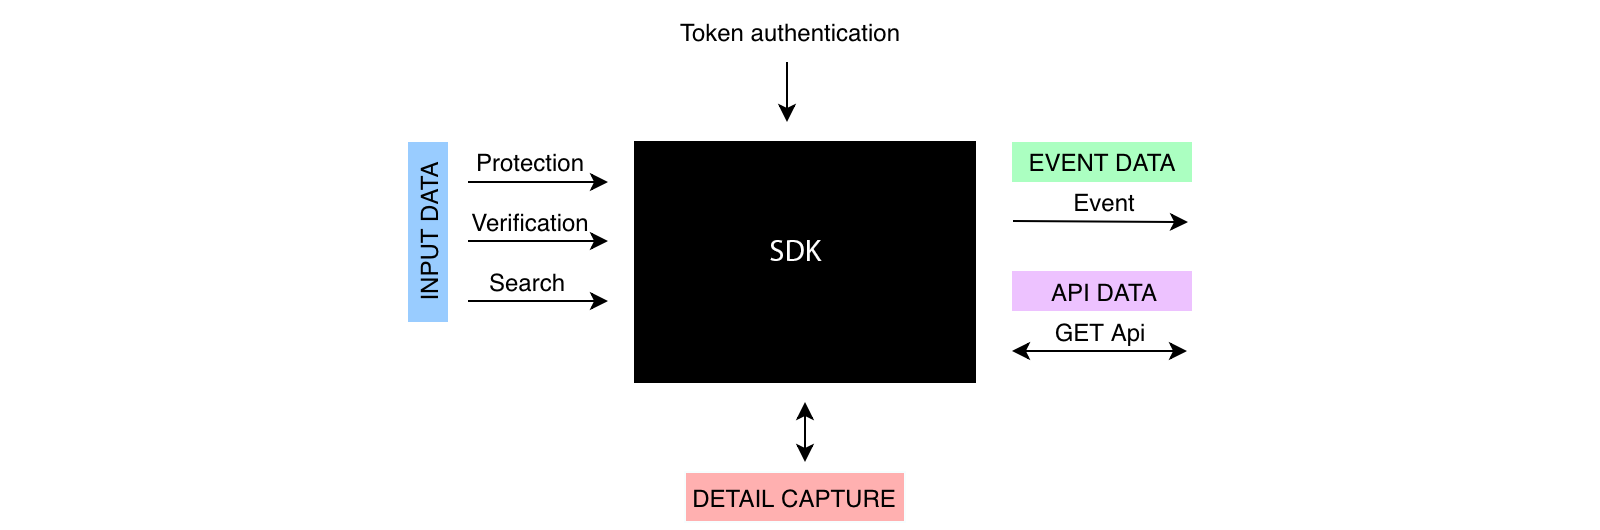 Token authentication
INPUT DATA
Protection
Verification
Search
SDK
EVENT DATA
Event
API DATA
GET Api
DETAIL CAPTURE